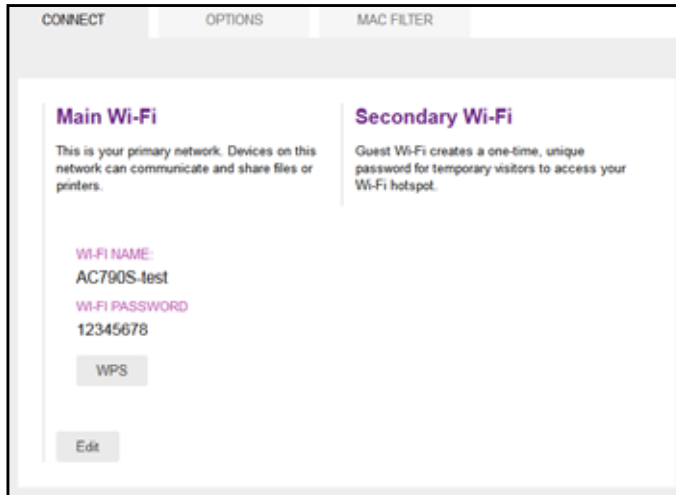 CONNECT OPTIONS MAC FILTER
Main Wi-Fi
This is your primary network. Devices on this
network can communicate and share files or
printers.
Secondary Wi-Fi
Guest Wi-Fi creates a one-time, unique
password for temporary visitors to access your
Wi-Fi hotspot.
WI-FI NAME:
AC790S-test
WI-FI PASSWORD
12345678
WPS
Edit